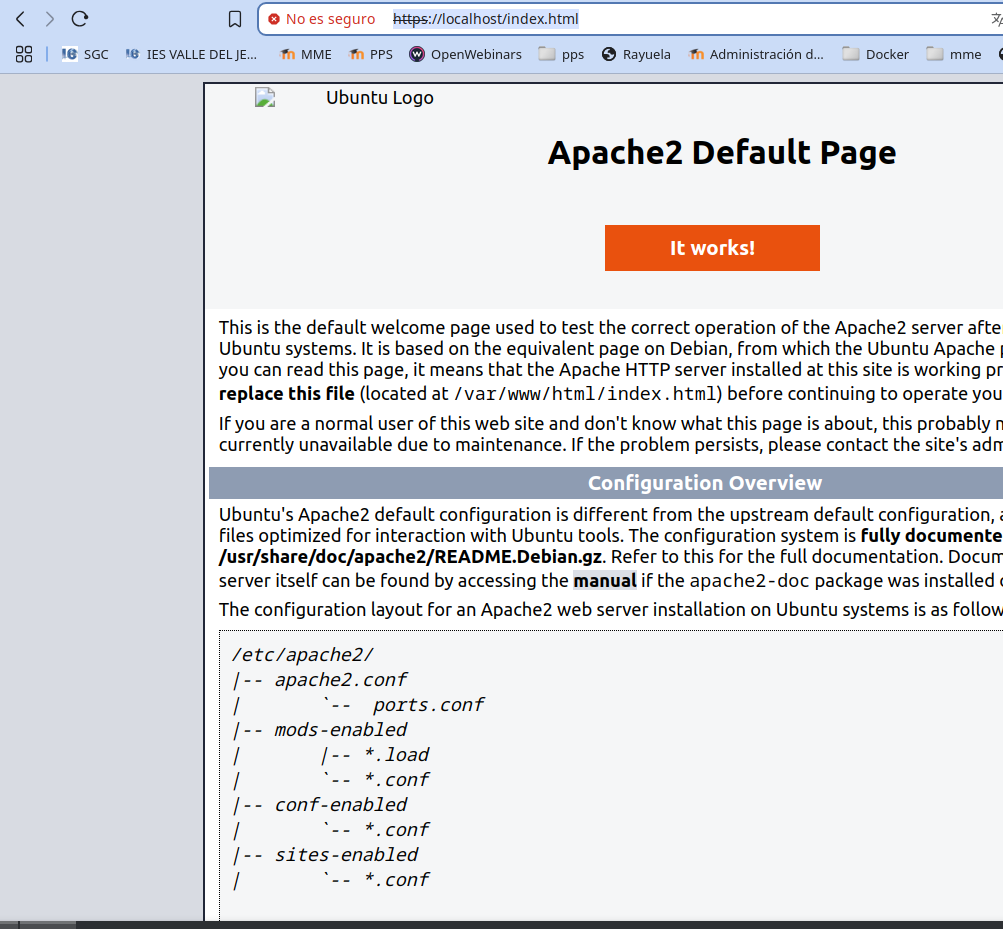 No es seguro https://localhost/index.html
SGC IES VALLE DEL JE... MME PPS OpenWebinars pps Rayuela Administración d... Docker mme
Ubuntu Logo
Apache2 Default Page
It works!
This is the default welcome page used to test the correct operation of the Apache2 server afte
Ubuntu systems. It is based on the equivalent page on Debian, from which the Ubuntu Apache p
you can read this page, it means that the Apache HTTP server installed at this site is working pr
replace this file (located at /var/www/html/index.html) before continuing to operate you
If you are a normal user of this web site and don't know what this page is about, this probably m
currently unavailable due to maintenance. If the problem persists, please contact the site's adm
Configuration Overview
Ubuntu's Apache2 default configuration is different from the upstream default configuration, a
files optimized for interaction with Ubuntu tools. The configuration system is fully documente
/usr/share/doc/apache2/README.Debian.gz. Refer to this for the full documentation. Docum
server itself can be found by accessing the manual if the apache2-doc package was installed o
The configuration layout for an Apache2 web server installation on Ubuntu systems is as follow
/etc/apache2/
|-- apache2.conf
|       `--  ports.conf
|-- mods-enabled
|       |-- *.load
|       `-- *.conf
|-- conf-enabled
|       `-- *.conf
|-- sites-enabled
|       `-- *.conf